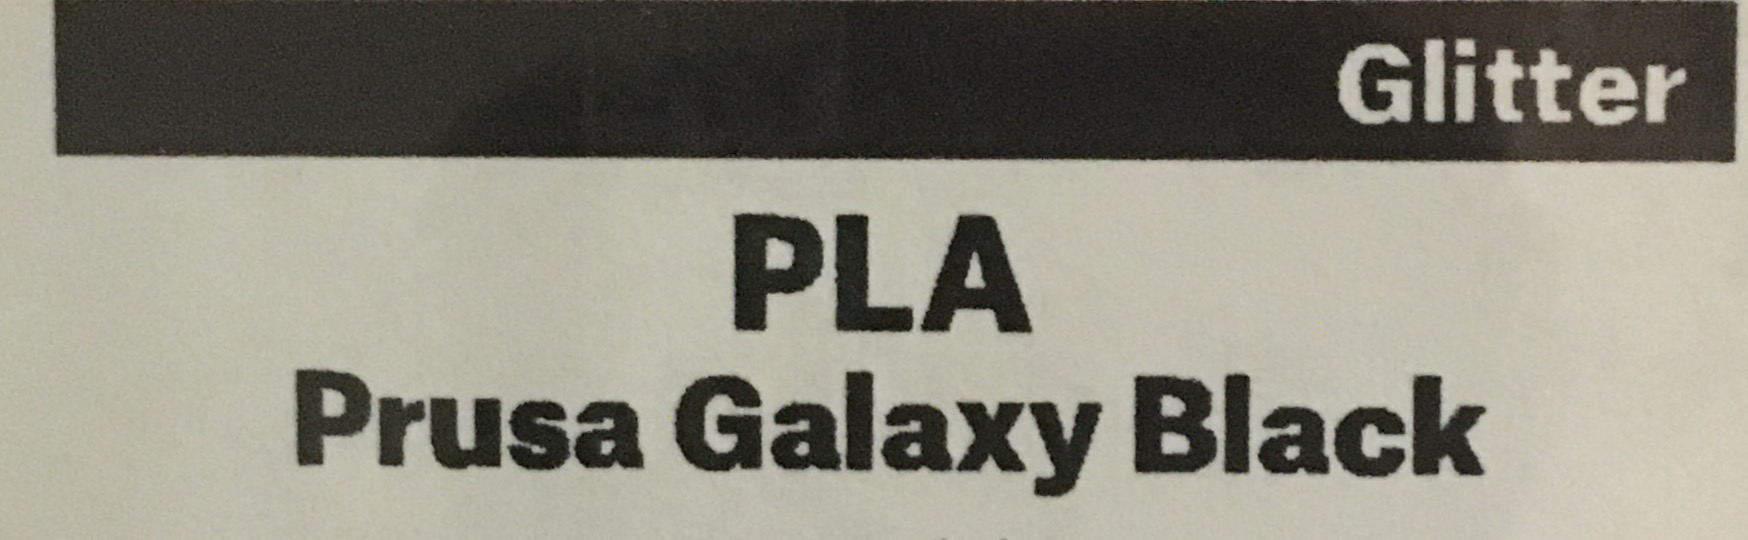 Glitter
PLA
Prusa Galaxy Black